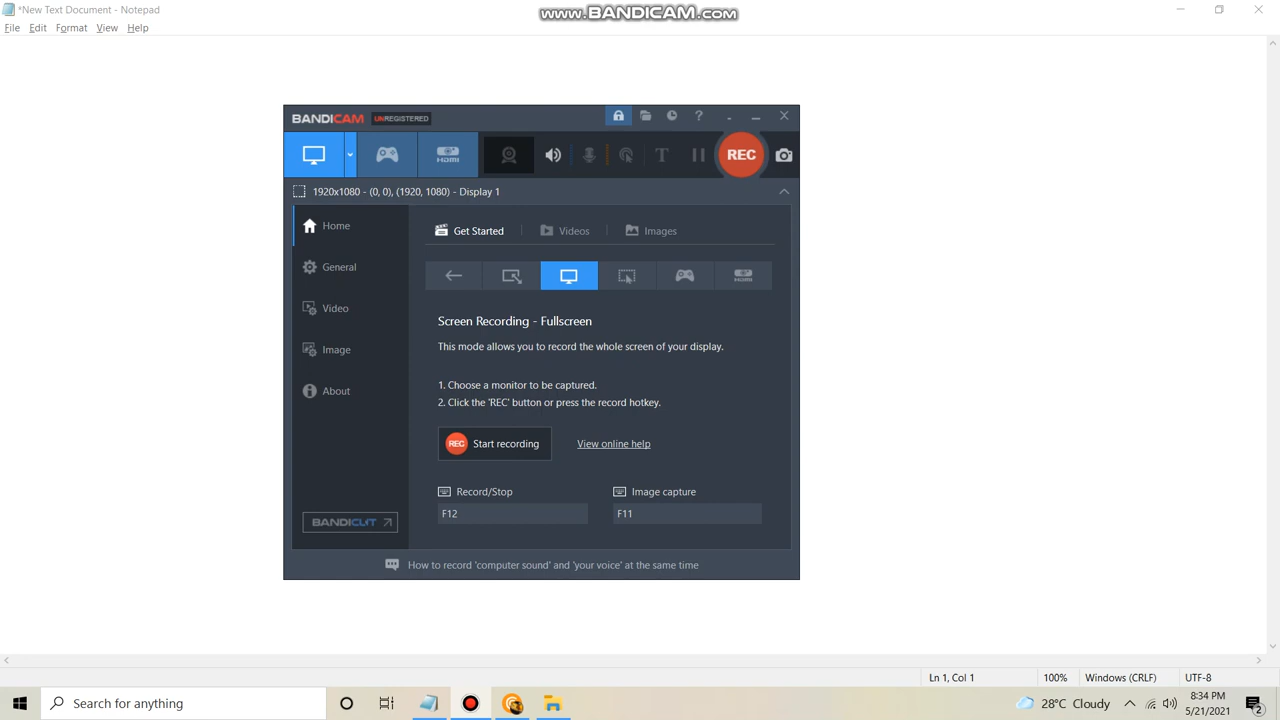 *New Text Document - Notepad
www.BANDICAM.com
File Edit Format View Help
BANDICAM UNREGISTERED
?
HDMI
T
REC
1920x1080 - (0, 0), (1920, 1080) - Display 1
Home
General
Video
Image
About
BANDICUT
Get Started
Videos
Images
HDMI
Screen Recording - Fullscreen
This mode allows you to record the whole screen of your display.
1. Choose a monitor to be captured.
2. Click the 'REC' button or press the record hotkey.
REC Start recording
View online help
Record/Stop
Image capture
F12
F11
How to record 'computer sound' and 'your voice' at the same time
Ln 1, Col 1
100%
Windows (CRLF)
UTF-8
Search for anything
28°C Cloudy
8:34 PM
5/21/2021
2